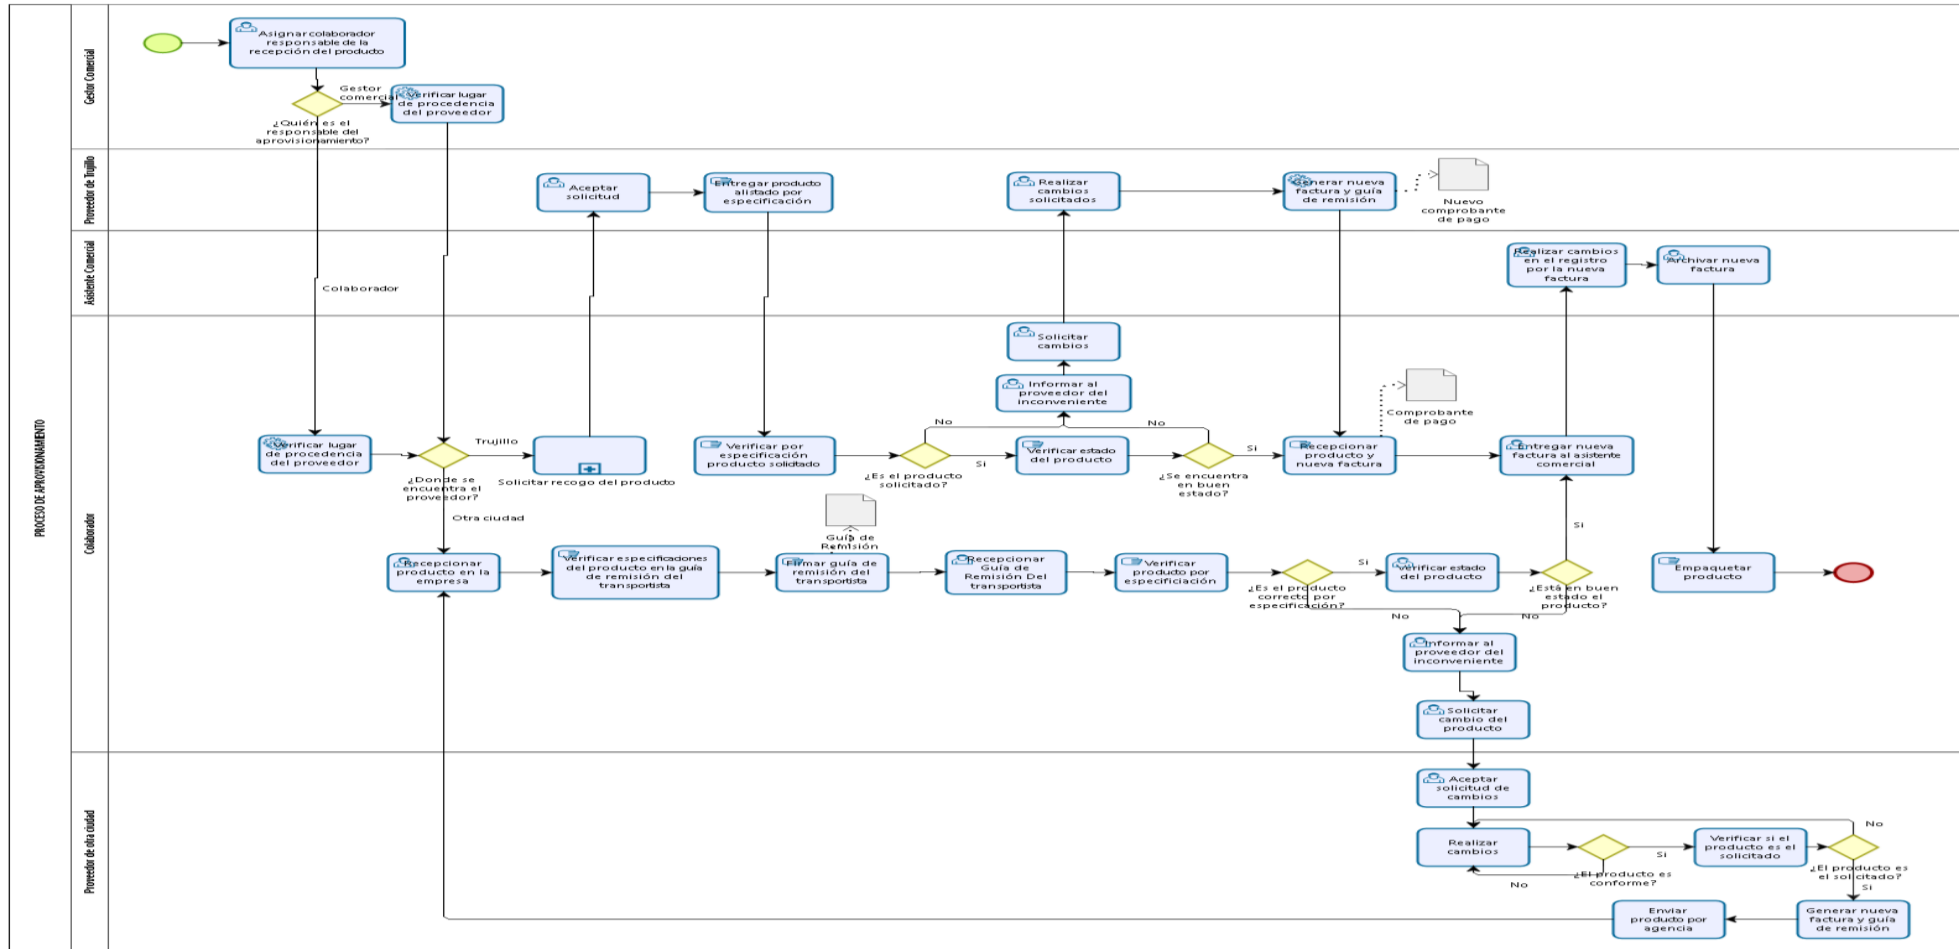 PROCESO DE APROVISIONAMIENTO
Gestor Comercial
Asignar colaborador
responsable de la
recepción del producto
Gestor
comercial
¿Quién es el
responsable del
aprovisionamiento?
Verificar lugar
de procedencia
del proveedor
Proveedor de Trujillo
Aceptar
solicitud
Entregar producto
alistado por
especificación
Realizar
cambios
solicitados
Generar nueva
factura y guía
de remisión
Nuevo
comprobante
de pago
Asistente Comercial
Colaborador
Realizar cambios
en el registro
por la nueva
factura
Archivar nueva
factura
Colaborador
Solicitar
cambios
Informar al
proveedor del
inconveniente
Comprobante
de pago
Verificar lugar
de procedencia
del proveedor
Trujillo
¿Donde se
encuentra el
proveedor?
Solicitar recogo del producto
Verificar por
especificación
producto solicitado
No
Si
¿Es el producto
solicitado?
Verificar estado
del producto
No
Si
¿Se encuentra
en buen
estado?
Recepcionar
producto y
nueva factura
Entregar nueva
factura al asistente
comercial
Otra ciudad
Guía de
Remisión
Si
Recepcionar
producto en la
empresa
Verificar especificaciones
del producto en la guía
de remisión del
transportista
Firmar guía de
remisión del
transportista
Recepcionar
Guía de
Remisión Del
transportista
Verificar
producto por
especificiación
Si
¿Es el producto
correcto por
especificación?
Verificar estado
del producto
¿Está en buen
estado el
producto?
Empaquetar
producto
No
No
Informar al
proveedor del
inconveniente
Solicitar
cambio del
producto
Proveedor de otra ciudad
Aceptar
solicitud de
cambios
Realizar
cambios
No
Si
¿El producto es
conforme?
Verificar si el
producto es el
solicitado
No
¿El producto es
el solicitado?
Si
Enviar
producto por
agencia
Generar nueva
factura y guía
de remisión